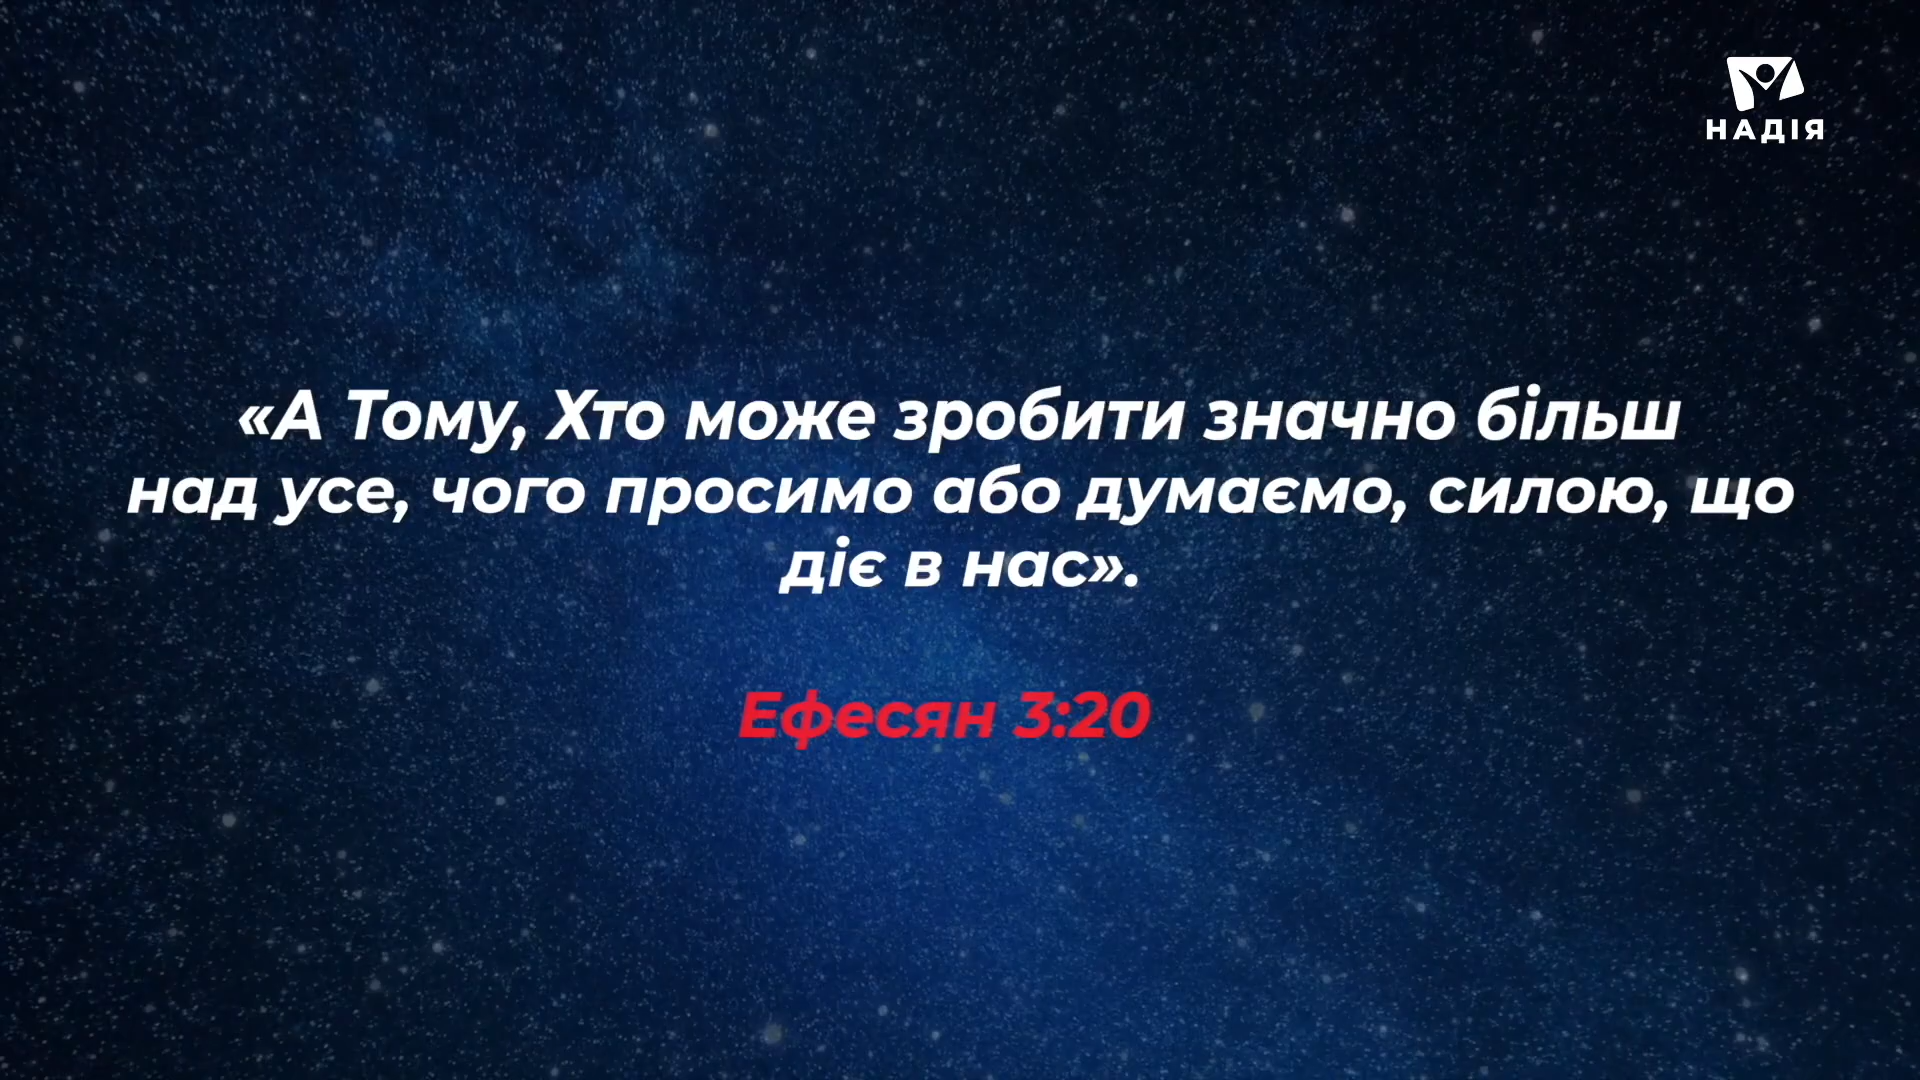 НАДІЯ
«А Тому, Хто може зробити значно більш
над усе, чого просимо або думаємо, силою, що
діє в нас».
Ефесян 3:20